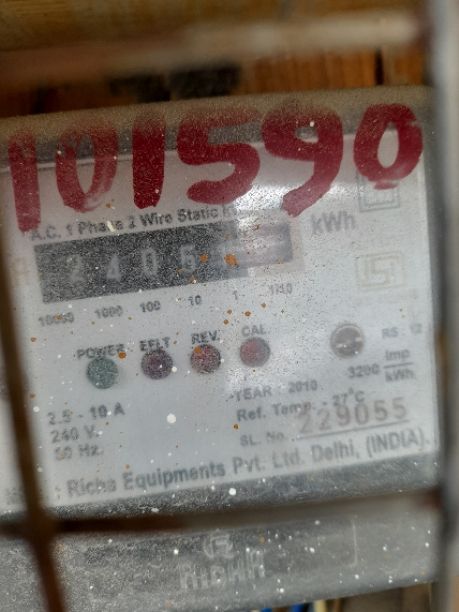 101590
A.C. 1 Phase 2 Wire Static
kWh
2 4 0 6
10000 1000 100 10 1 1/10
POWER EFLT REV. CAL.
3200 Imp/kWh
2.5 - 10 A
YEAR - 2010
240 V.
Ref. Temp. - 27°C
50 Hz.
SL. No. 229055
Richa Equipments Pvt. Ltd. Delhi, (INDIA).
RICHA